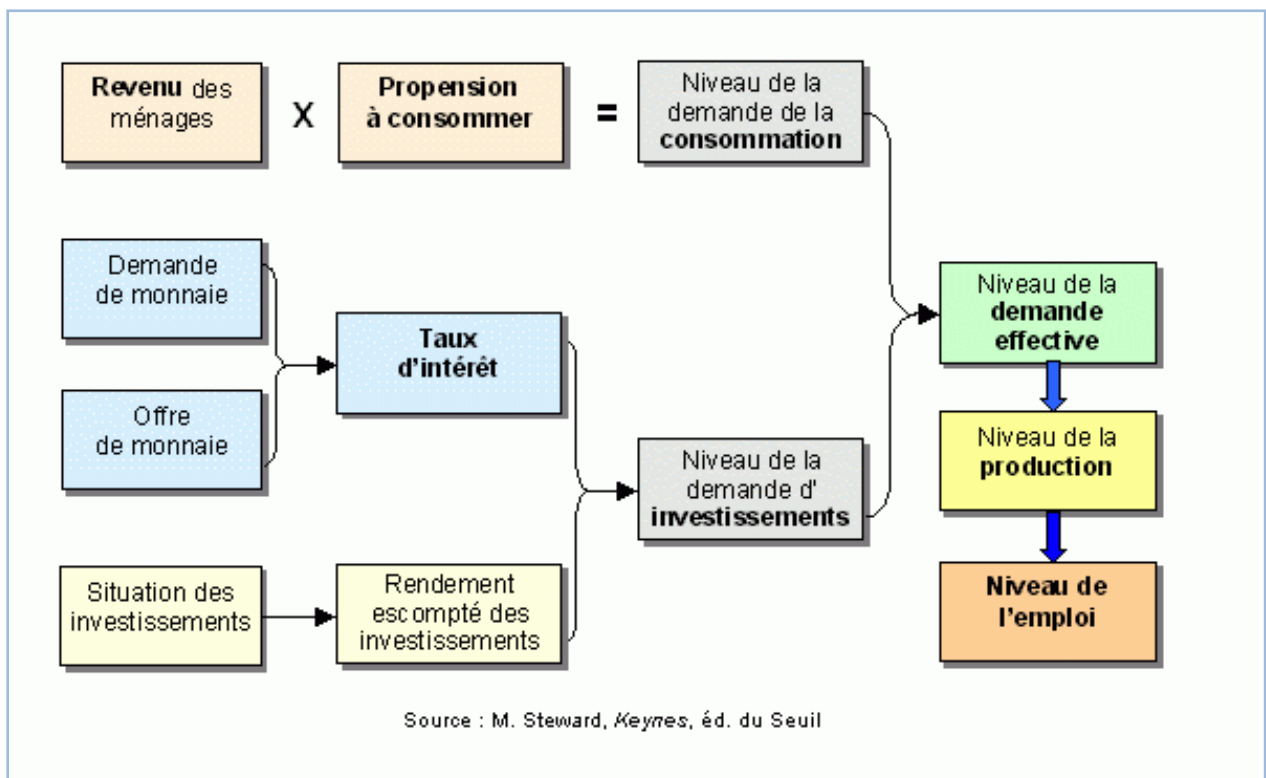 Revenu des
ménages
X
Propension
à consommer
=
Niveau de la
demande de la
consommation
Demande
de monnaie
Offre
de monnaie
Taux
d'intérêt
Niveau de la
demande d'
investissements
Situation des
investissements
Rendement
escompté des
investissements
Niveau de la
demande
effective
Niveau de la
production
Niveau de
l'emploi
Source : M. Steward, Keynes, éd. du Seuil